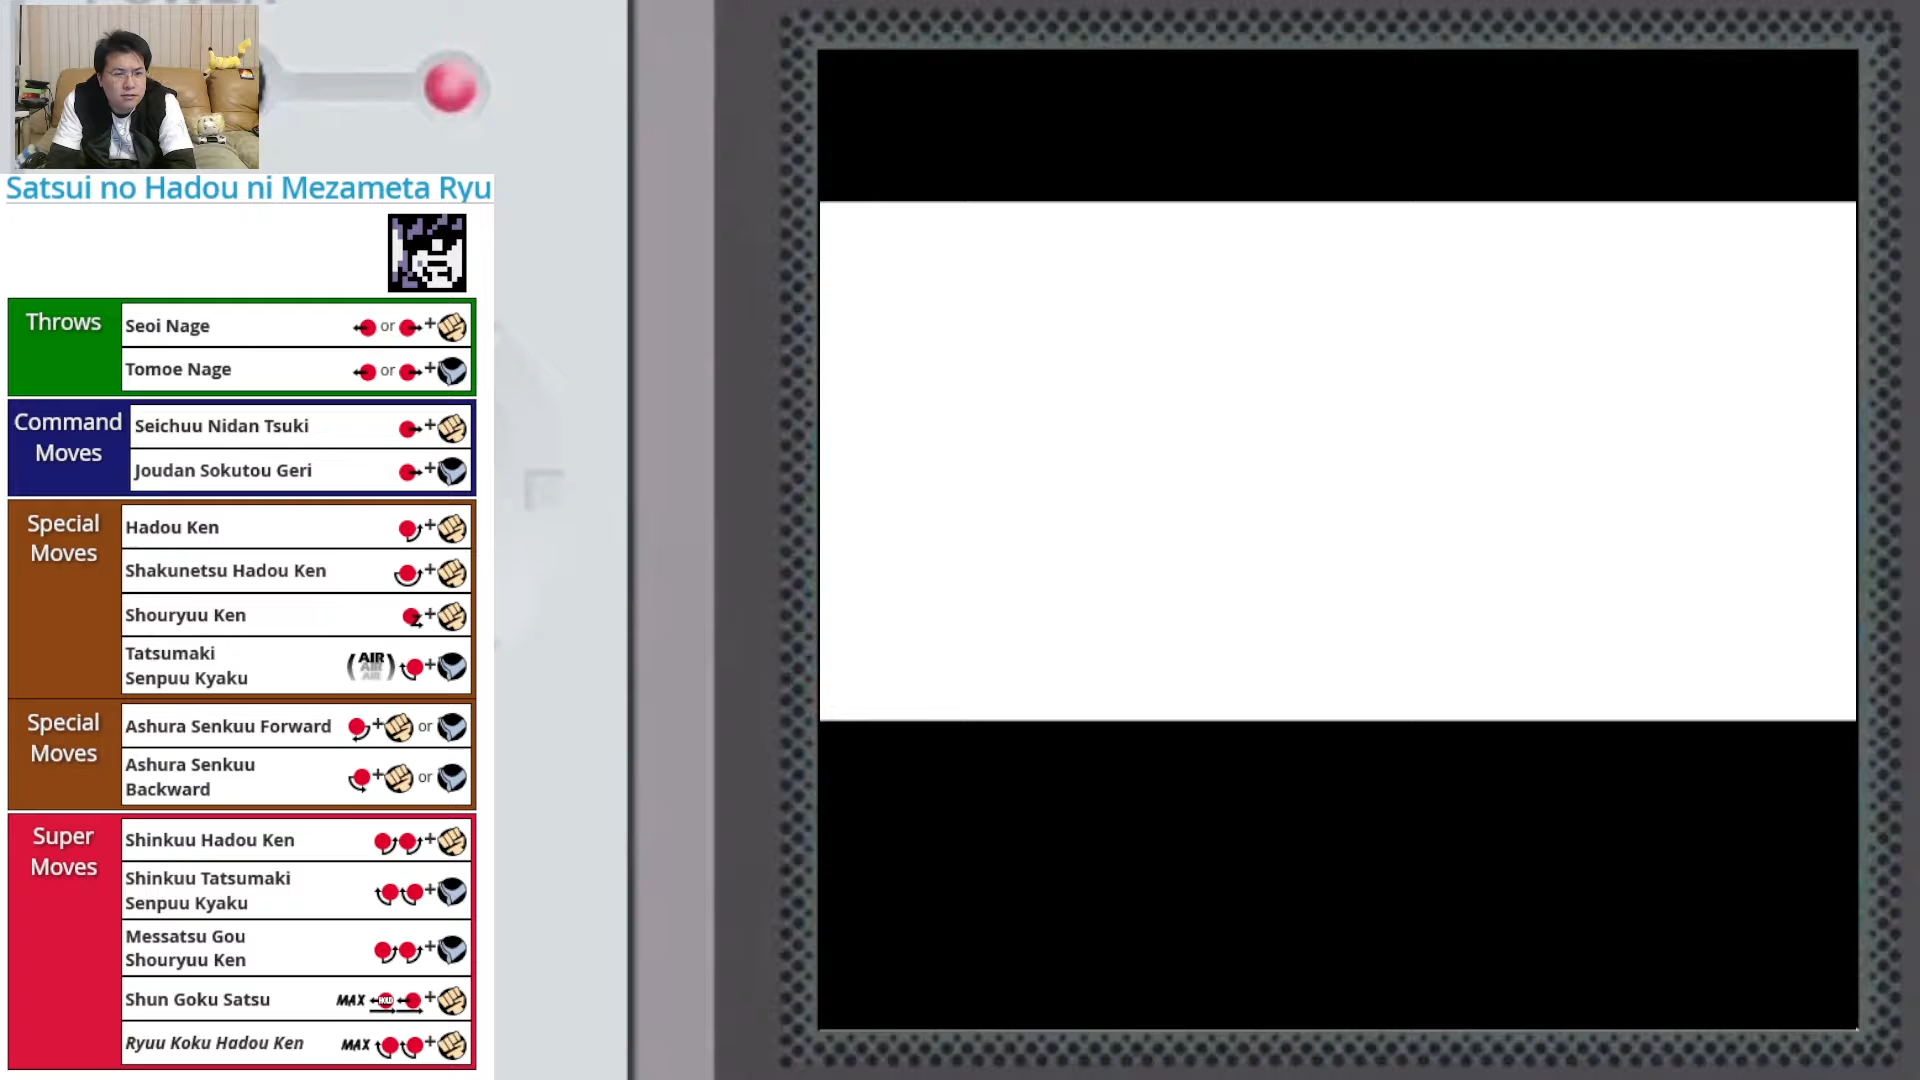 POWER
Satsui no Hadou ni Mezameta Ryu
Throws
Seoi Nage or +
Tomoe Nage or +
Command
Moves
Seichuu Nidan Tsuki +
Joudan Sokutou Geri +
Special
Moves
Hadou Ken +
Shakunetsu Hadou Ken +
Shouryuu Ken +
Tatsumaki
Senpuu Kyaku (AIR) +
Special
Moves
Ashura Senkuu Forward + or
Ashura Senkuu
Backward + or
Super
Moves
Shinkuu Hadou Ken +
Shinkuu Tatsumaki
Senpuu Kyaku +
Messatsu Gou
Shouryuu Ken +
Shun Goku Satsu MAX HOLD +
Ryuu Koku Hadou Ken MAX +